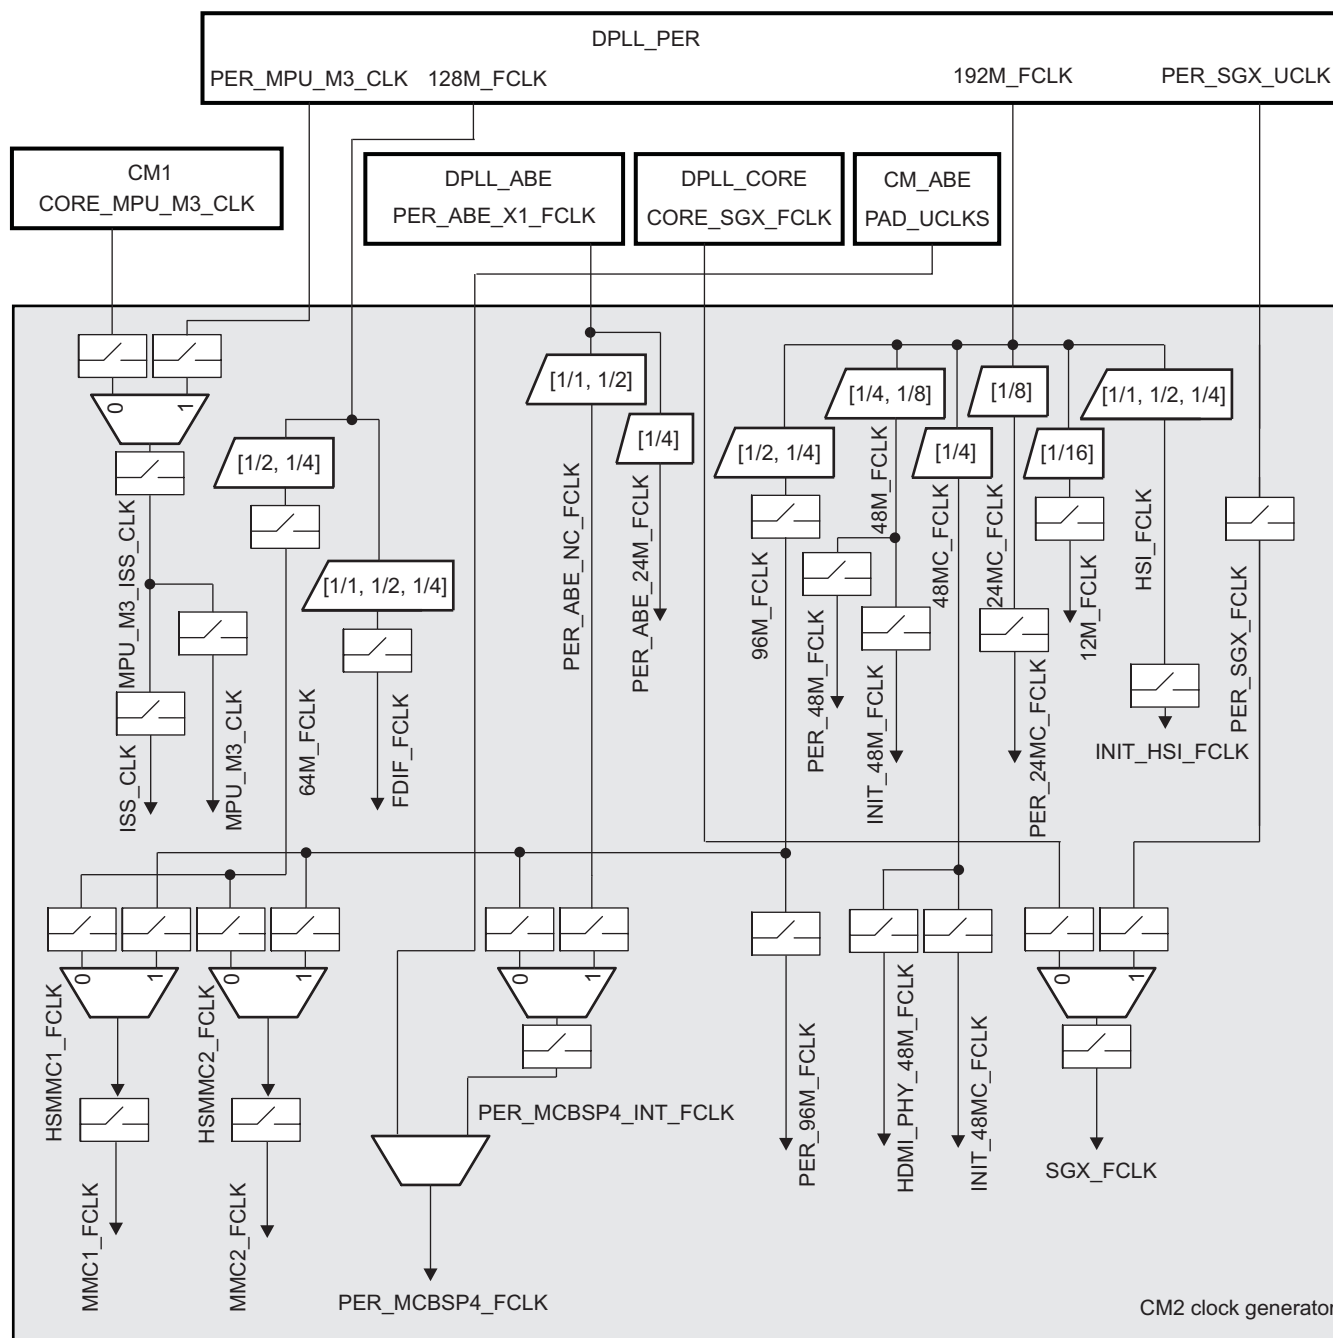 DPLL_PER
PER_MPU_M3_CLK 128M_FCLK 192M_FCLK PER_SGX_UCLK
CM1
CORE_MPU_M3_CLK
DPLL_ABE
PER_ABE_X1_FCLK
DPLL_CORE
CORE_SGX_FCLK
CM_ABE
PAD_UCLKS
0 1
[1/2, 1/4]
[1/1, 1/2, 1/4]
[1/1, 1/2]
[1/4]
[1/2, 1/4]
[1/4, 1/8]
[1/4]
[1/8]
[1/16]
[1/1, 1/2, 1/4]
MPU_M3_ISS_CLK
ISS_CLK
MPU_M3_CLK
64M_FCLK
FDIF_FCLK
PER_ABE_NC_FCLK
PER_ABE_24M_FCLK
96M_FCLK
48M_FCLK
PER_48M_FCLK
INIT_48M_FCLK
48MC_FCLK
24MC_FCLK
PER_24MC_FCLK
12M_FCLK
HSI_FCLK
INIT_HSI_FCLK
PER_SGX_FCLK
0 1
0 1
0 1
0 1
HSMMC1_FCLK
HSMMC2_FCLK
MMC1_FCLK
MMC2_FCLK
PER_MCBSP4_INT_FCLK
PER_MCBSP4_FCLK
PER_96M_FCLK
HDMI_PHY_48M_FCLK
INIT_48MC_FCLK
SGX_FCLK
CM2 clock generator